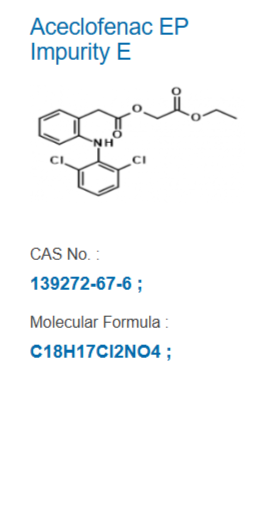 Aceclofenac EP
Impurity E
O
O
O
O
NH
Cl
Cl
CAS No. :
139272-67-6 ;
Molecular Formula :
C18H17Cl2NO4 ;